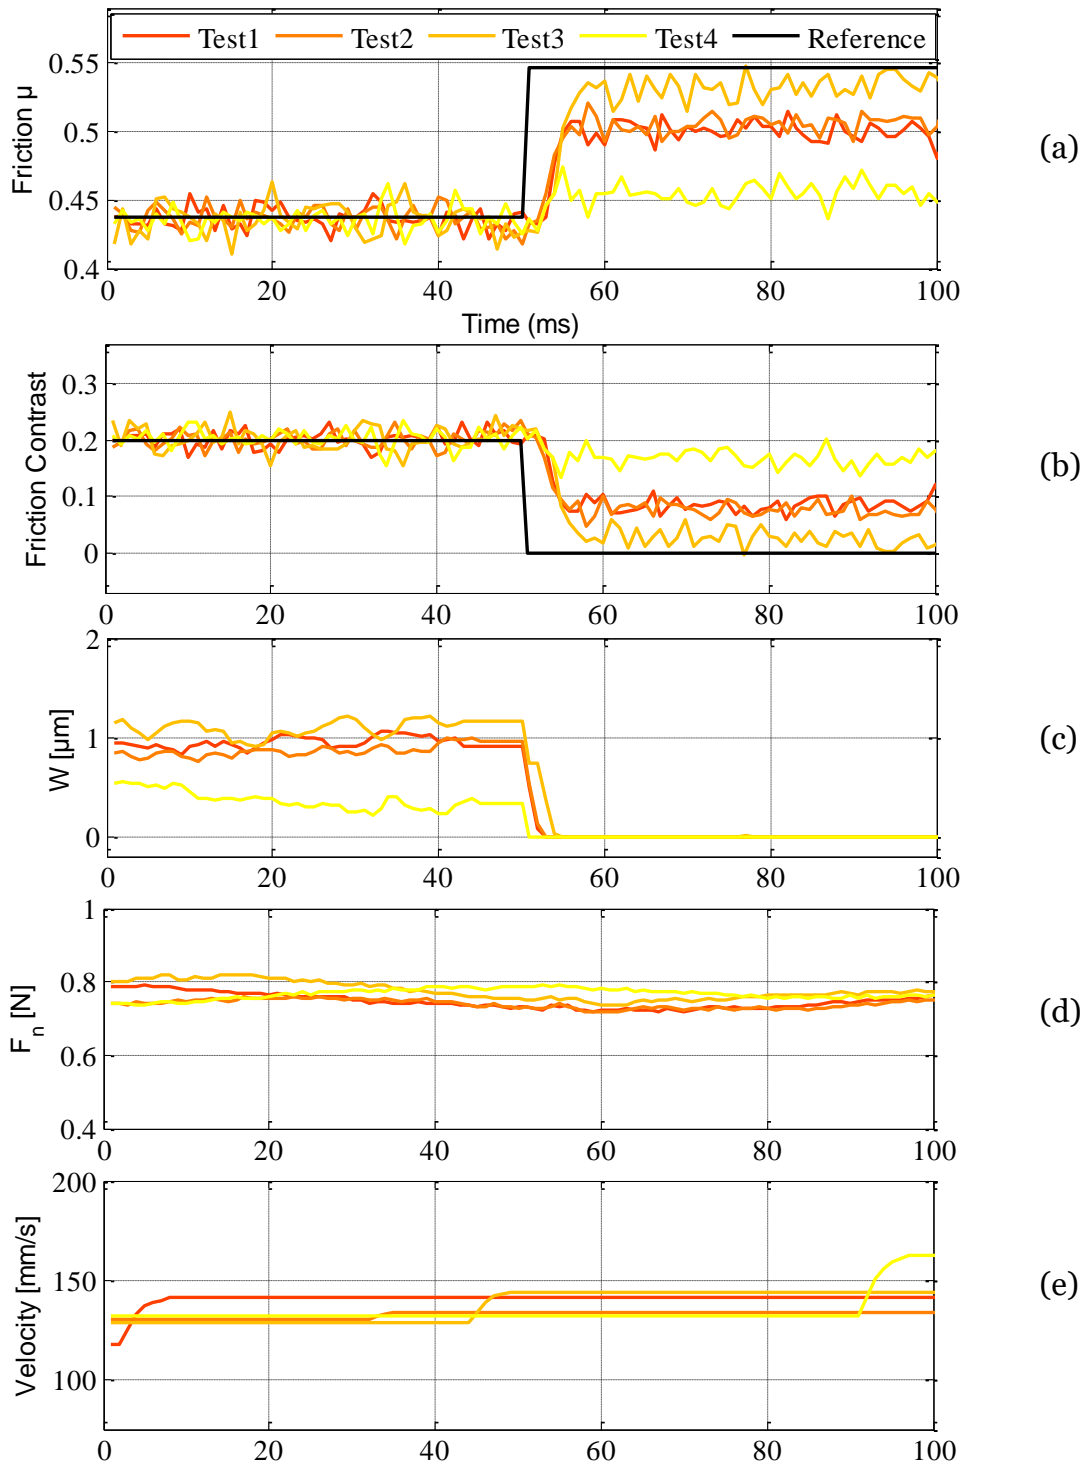 Test1 Test2 Test3 Test4 Reference
0.55
0.5
0.45
0.4
Friction µ
(a)
0 20 40 60 80 100
Time (ms)
0.3
0.2
0.1
0
Friction Contrast
(b)
0 20 40 60 80 100
2
1
0
W [µm]
(c)
0 20 40 60 80 100
1
0.8
0.6
0.4
Fn [N]
(d)
0 20 40 60 80 100
200
150
100
Velocity [mm/s]
(e)
0 20 40 60 80 100